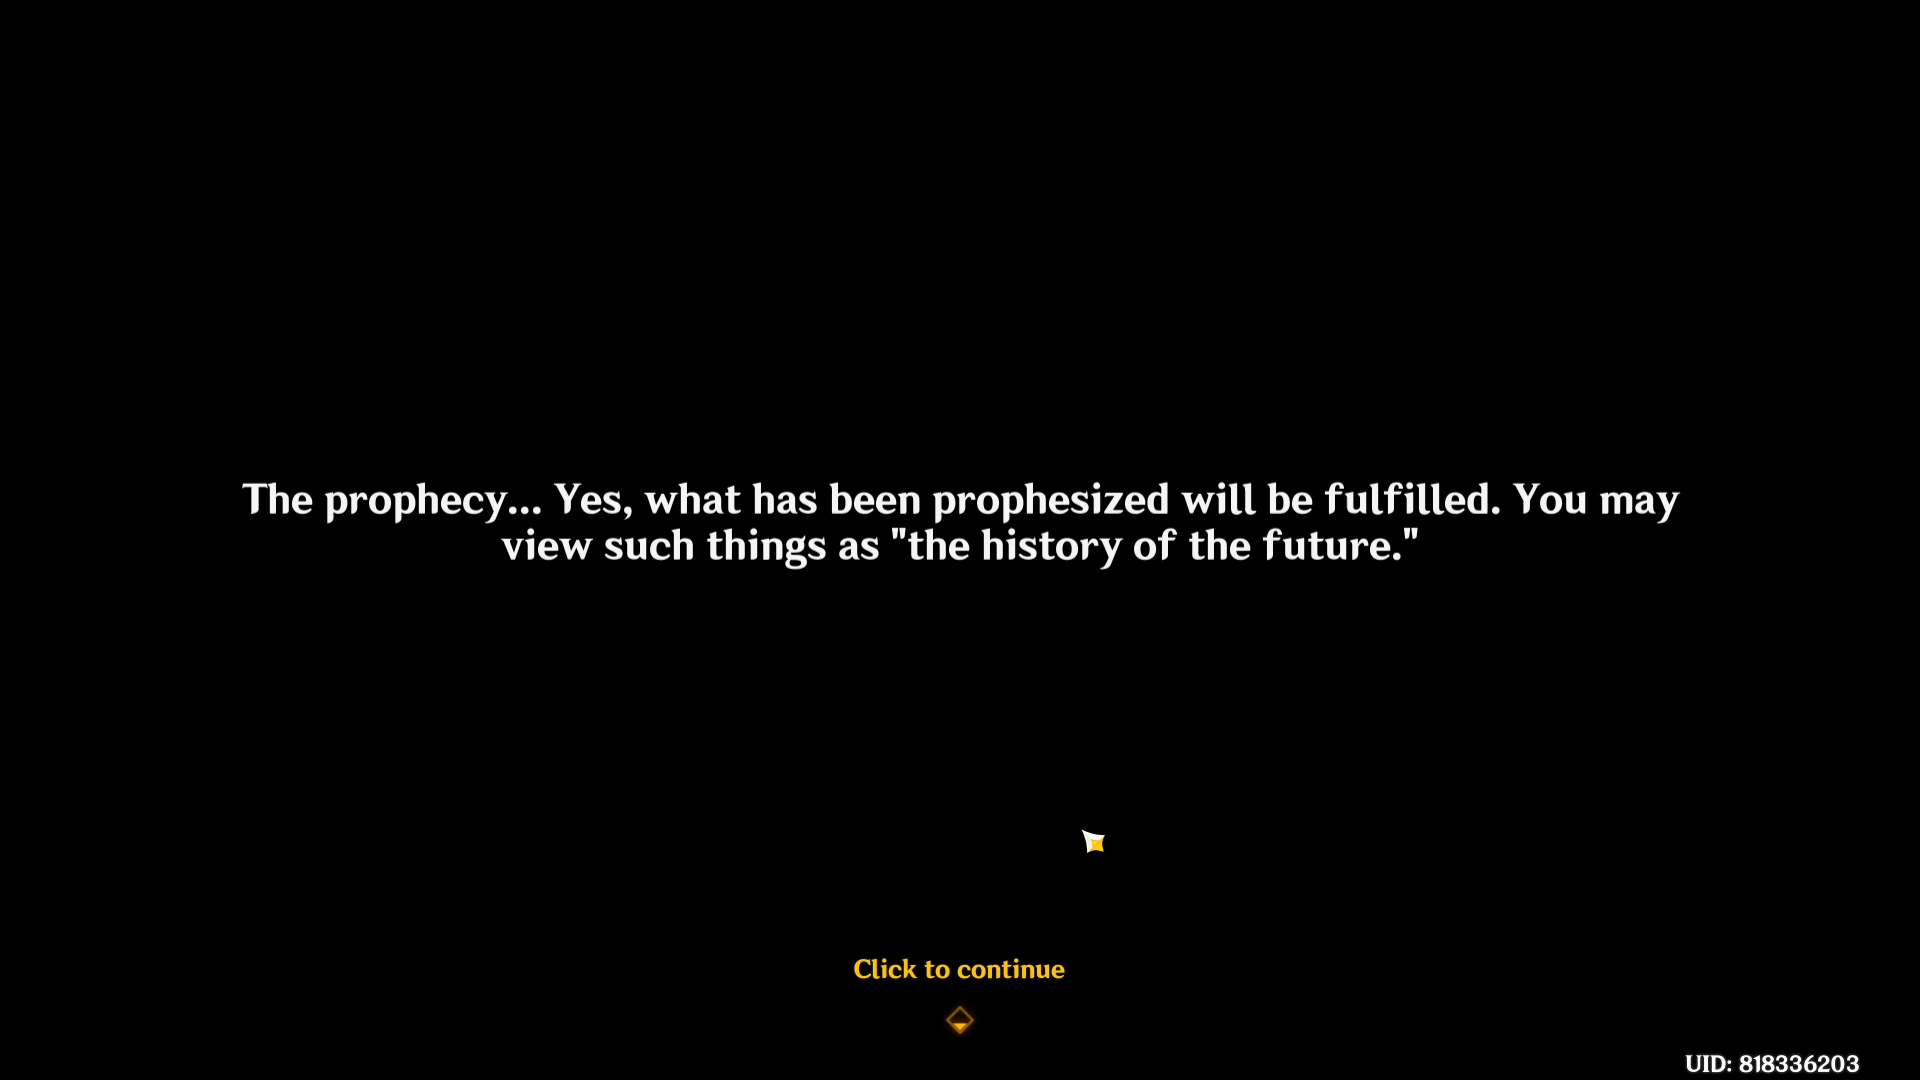 The prophecy... Yes, what has been prophesized will be fulfilled. You may
view such things as "the history of the future."
Click to continue
UID: 818336203